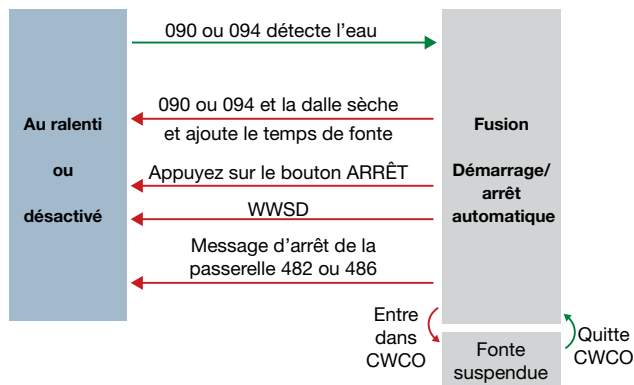 090 ou 094 détecte l’eau
Au ralenti
ou
désactivé
090 ou 094 et la dalle sèche
et ajoute le temps de fonte
Appuyez sur le bouton ARRÊT
WWSD
Message d’arrêt de la
passerelle 482 ou 486
Fusion
Démarrage/
arrêt
automatique
Entre
dans
CWCO
Fonte
suspendue
Quitte
CWCO